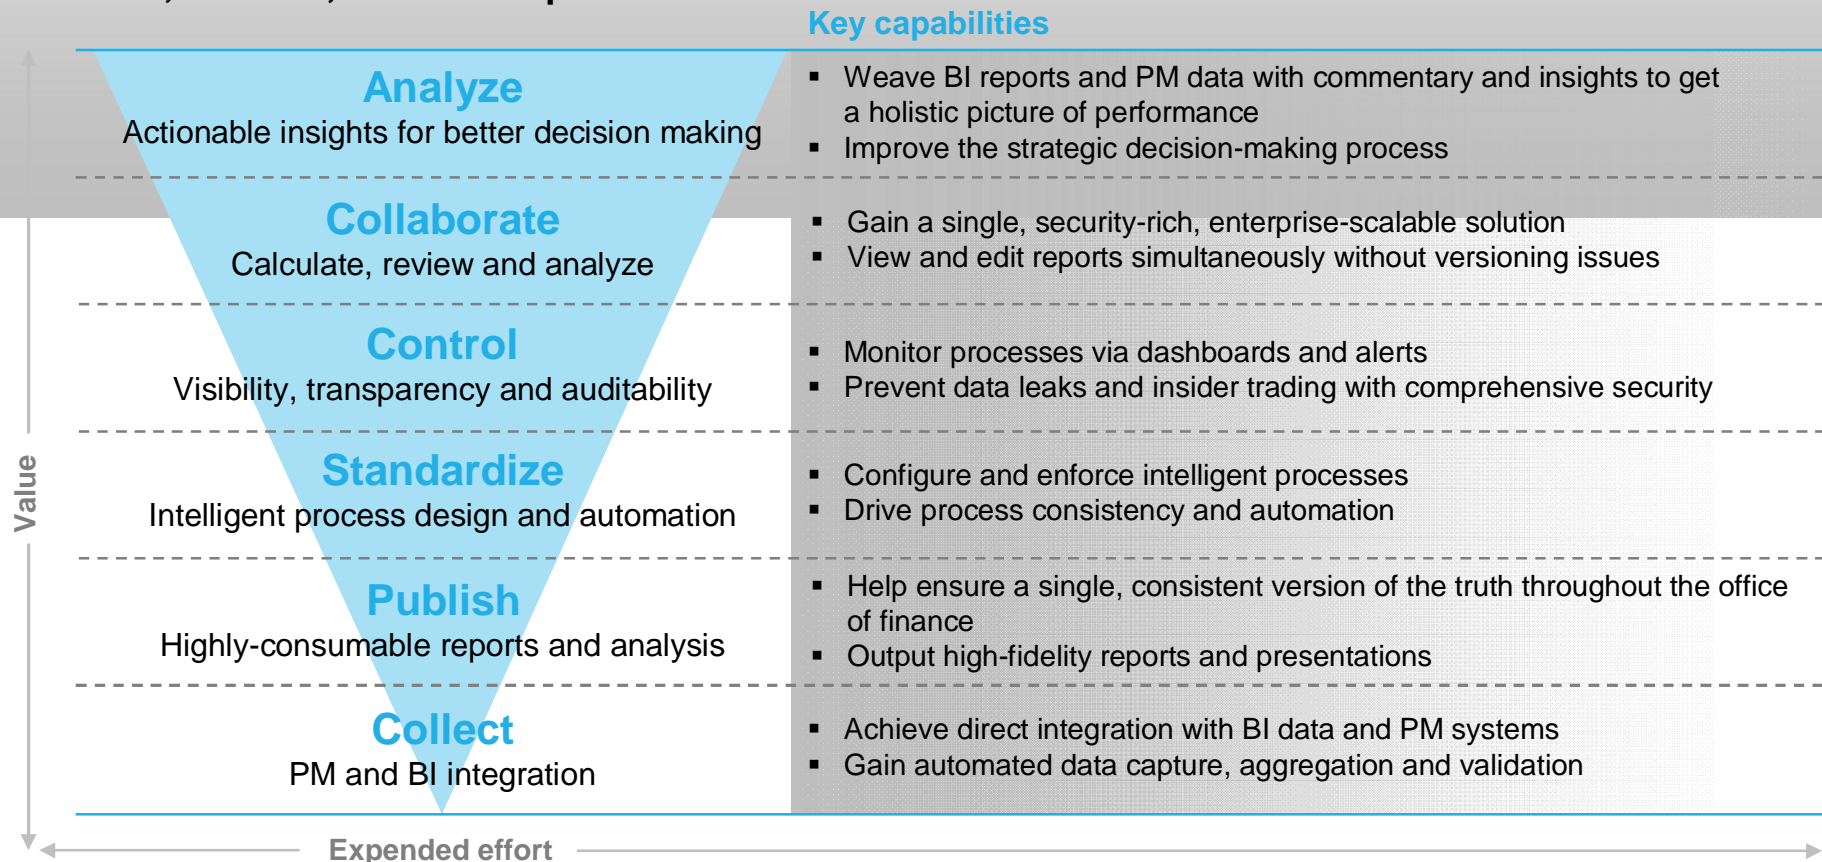 Key capabilities
Analyze
Actionable insights for better decision making
▪ Weave BI reports and PM data with commentary and insights to get
a holistic picture of performance
▪ Improve the strategic decision-making process
Collaborate
Calculate, review and analyze
▪ Gain a single, security-rich, enterprise-scalable solution
▪ View and edit reports simultaneously without versioning issues
Control
Visibility, transparency and auditability
▪ Monitor processes via dashboards and alerts
▪ Prevent data leaks and insider trading with comprehensive security
Standardize
Intelligent process design and automation
▪ Configure and enforce intelligent processes
▪ Drive process consistency and automation
Publish
Highly-consumable reports and analysis
▪ Help ensure a single, consistent version of the truth throughout the office
of finance
▪ Output high-fidelity reports and presentations
Collect
PM and BI integration
▪ Achieve direct integration with BI data and PM systems
▪ Gain automated data capture, aggregation and validation
Value
Expended effort